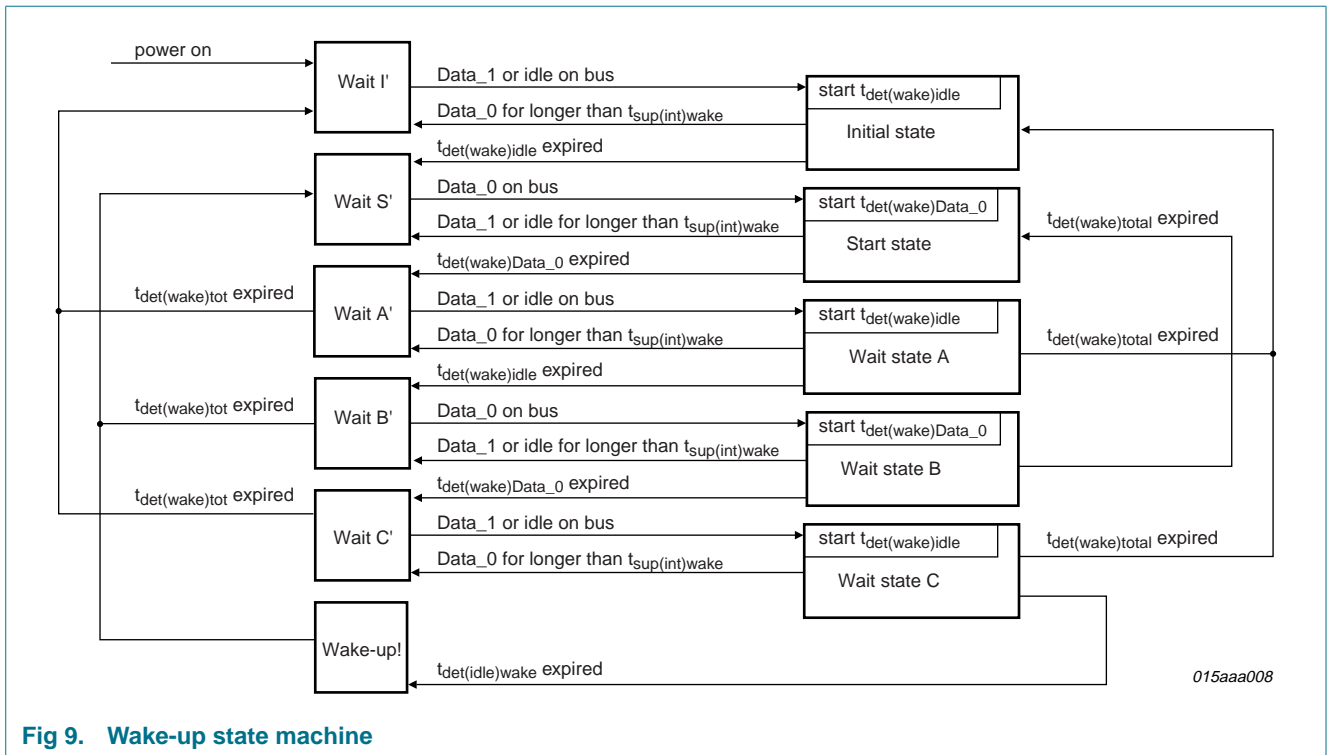 power on
Wait I'
Data_1 or idle on bus
start tdet(wake)idle
Data_0 for longer than tsup(int)wake
Initial state
tdet(wake)idle expired
Wait S'
Data_0 on bus
start tdet(wake)Data_0
Data_1 or idle for longer than tsup(int)wake
Start state
tdet(wake)total expired
tdet(wake)Data_0 expired
tdet(wake)tot expired
Wait A'
Data_1 or idle on bus
start tdet(wake)idle
Data_0 for longer than tsup(int)wake
Wait state A
tdet(wake)total expired
tdet(wake)idle expired
tdet(wake)tot expired
Wait B'
Data_0 on bus
start tdet(wake)Data_0
Data_1 or idle for longer than tsup(int)wake
Wait state B
tdet(wake)Data_0 expired
tdet(wake)tot expired
Wait C'
Data_1 or idle on bus
start tdet(wake)idle
tdet(wake)total expired
Data_0 for longer than tsup(int)wake
Wait state C
Wake-up!
tdet(idle)wake expired
015aaa008
Fig 9. Wake-up state machine